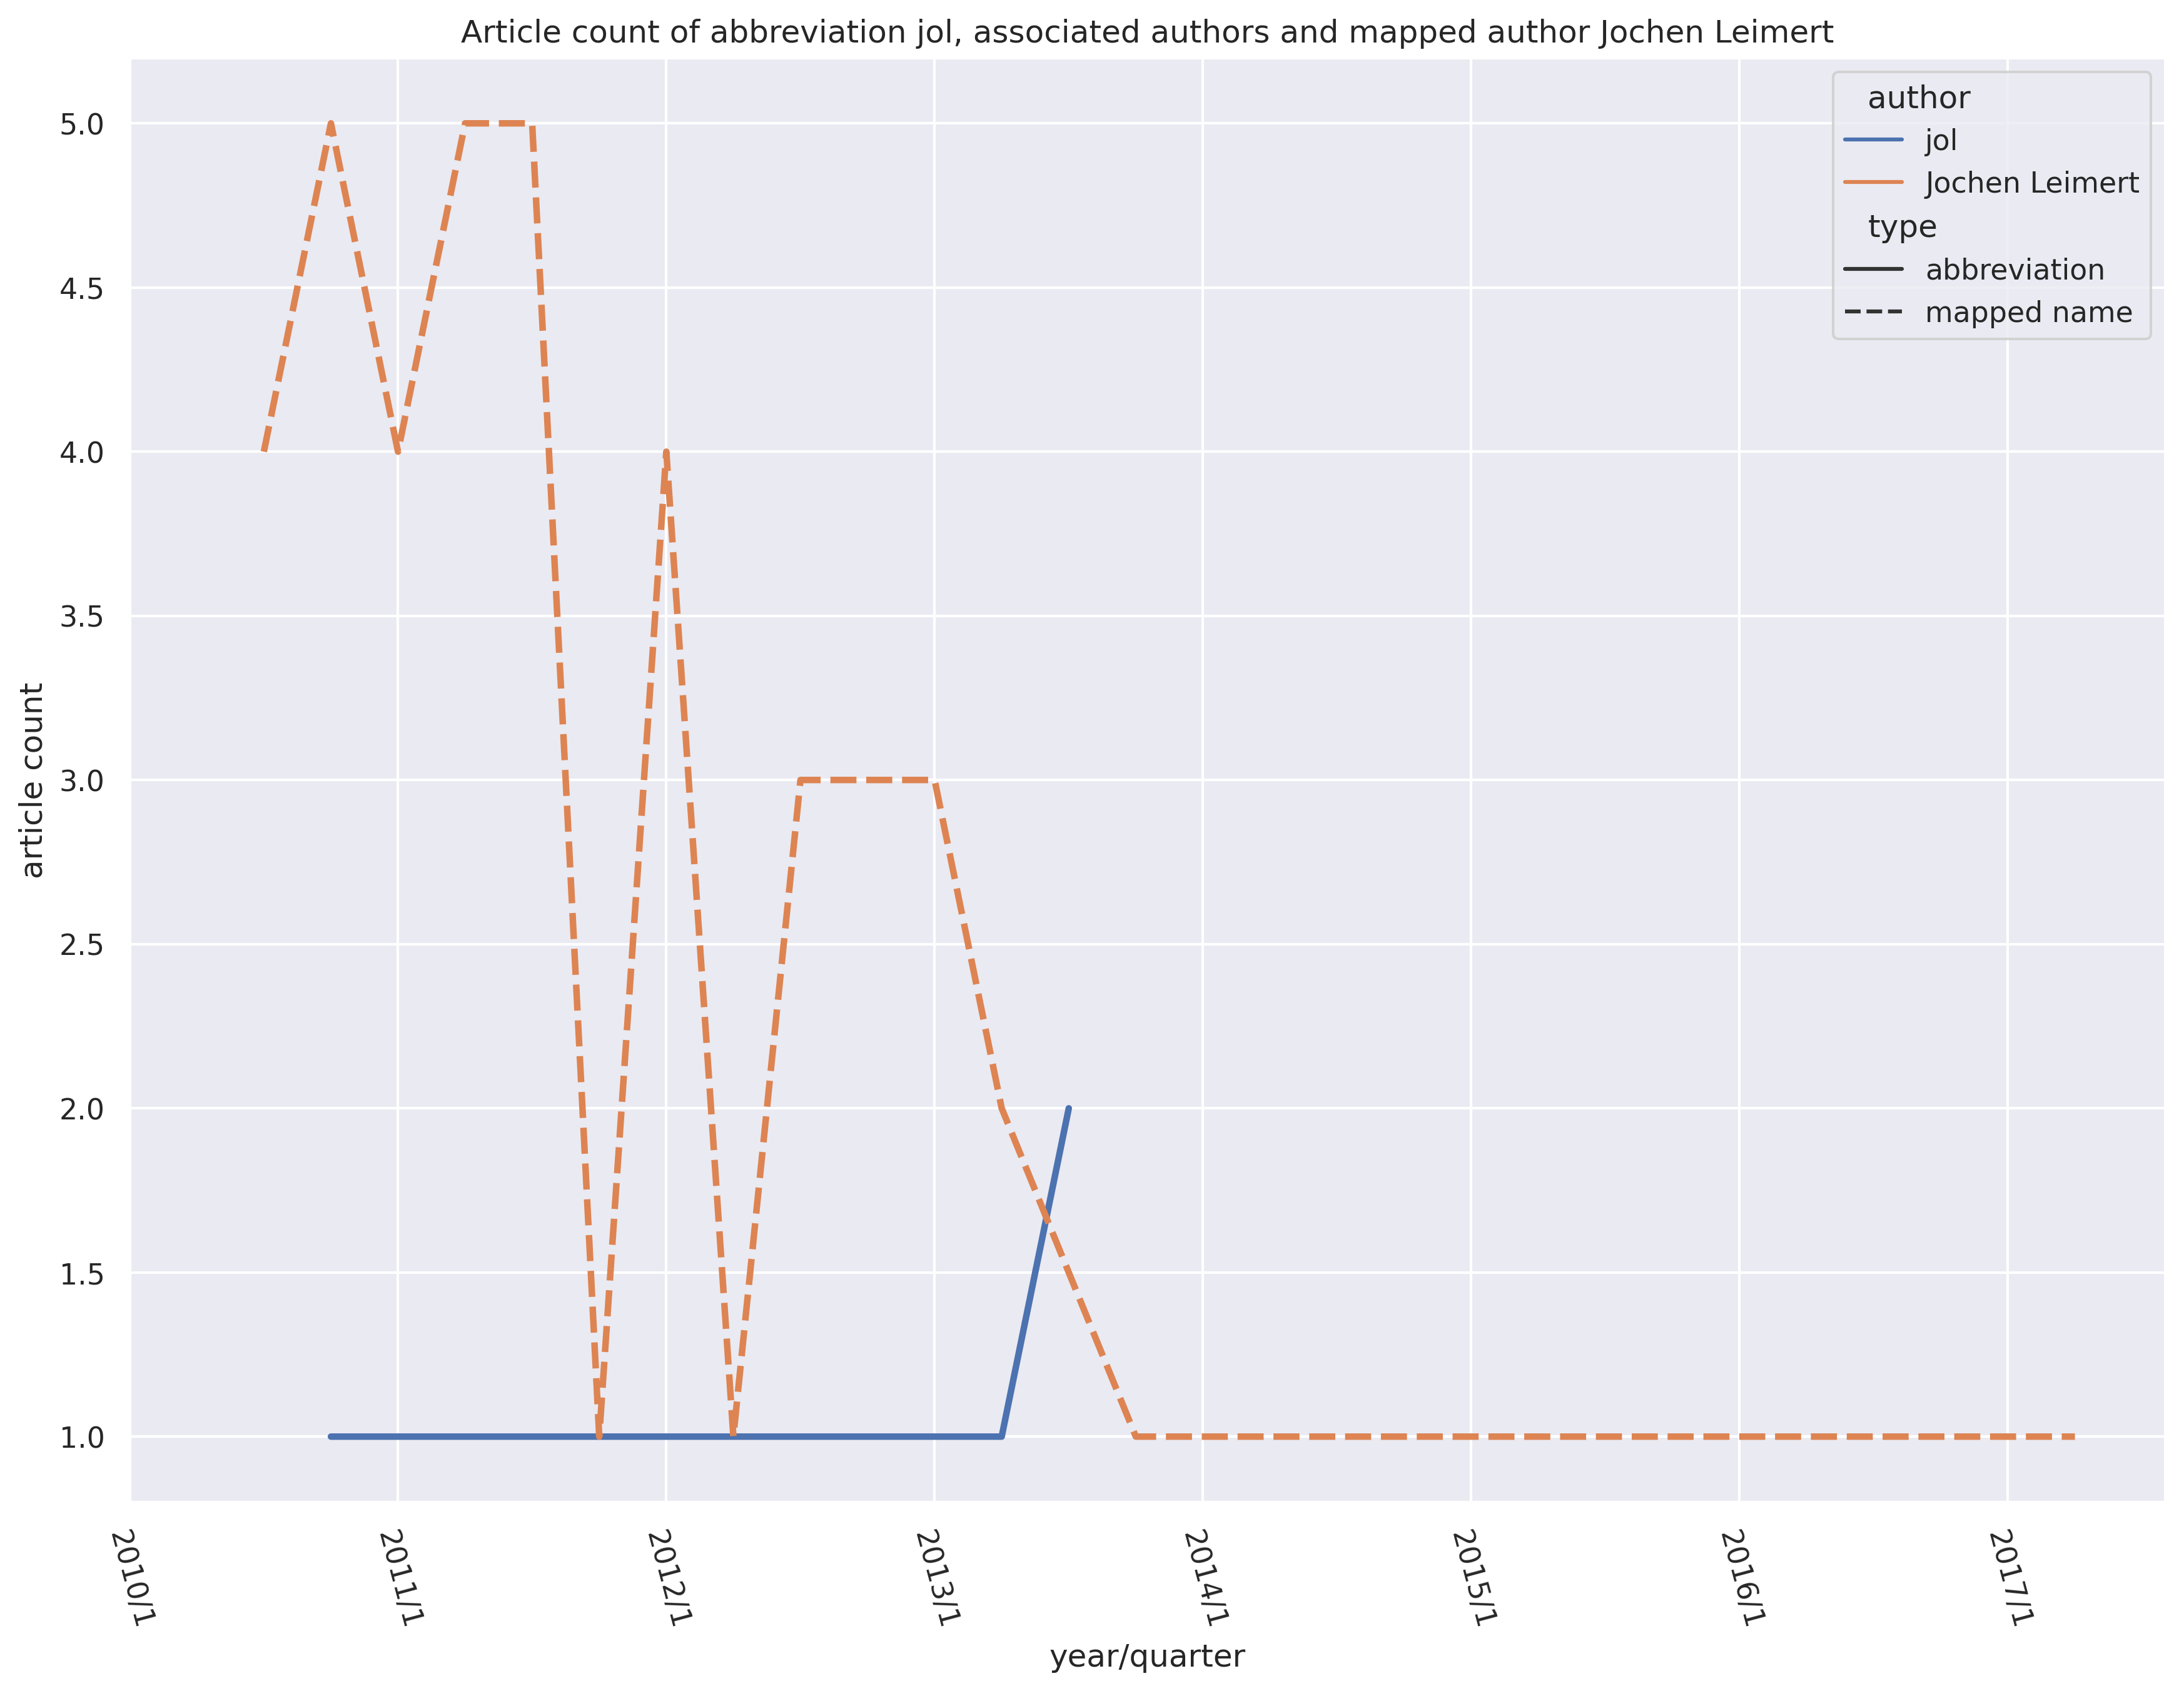 Article count of abbreviation jol, associated authors and mapped author Jochen Leimert
author
jol
Jochen Leimert
type
abbreviation
mapped name
5.0
4.5
4.0
3.5
3.0
2.5
2.0
1.5
1.0
article count
2010/1
2011/1
2012/1
2013/1
2014/1
2015/1
2016/1
2017/1
year/quarter